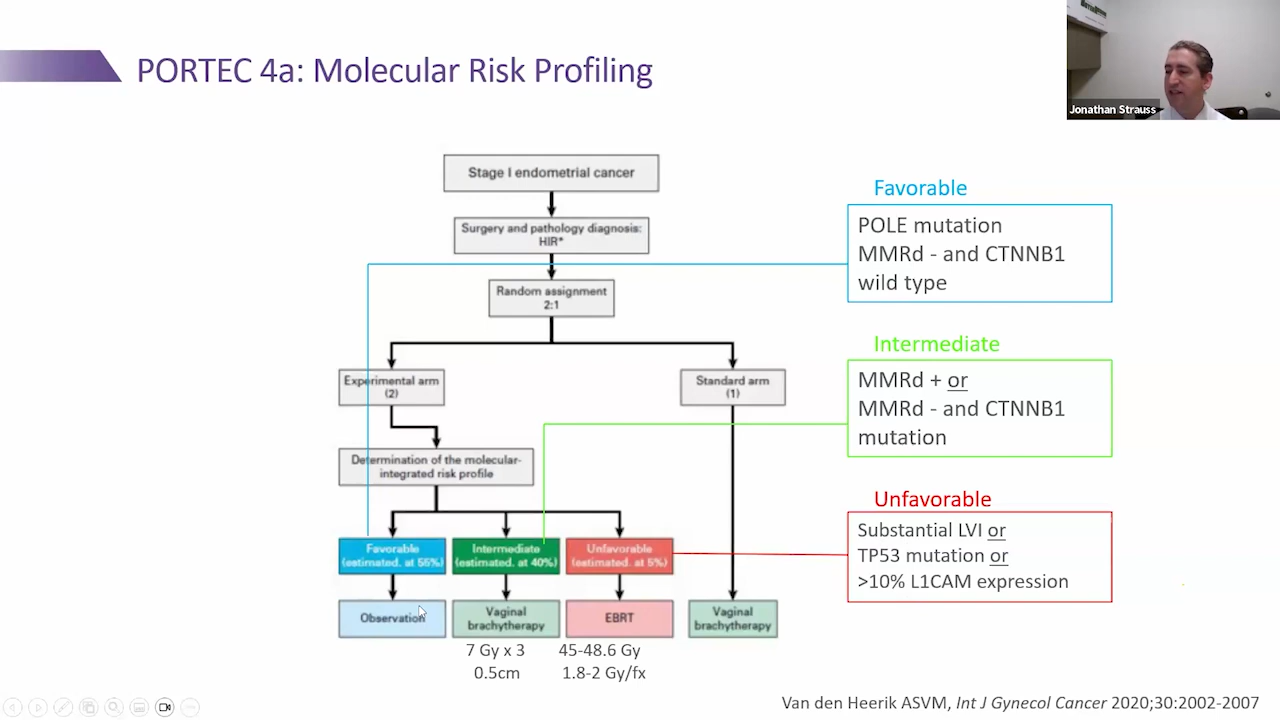 PORTEC 4a: Molecular Risk Profiling
Jonathan Strauss
Stage I endometrial cancer
Surgery and pathology diagnosis:
HIR*
Random assignment
2:1
Experimental arm
(2)
Standard arm
(1)
Determination of the molecular-
integrated risk profile
Favorable
(estimated. at 55%)
Intermediate
(estimated. at 40%)
Unfavorable
(estimated. at 5%)
Observation
Vaginal
brachytherapy
EBRT
Vaginal
brachytherapy
7 Gy x 3
0.5cm
45-48.6 Gy
1.8-2 Gy/fx
Favorable
POLE mutation
MMRd - and CTNNB1
wild type
Intermediate
MMRd + or
MMRd - and CTNNB1
mutation
Unfavorable
Substantial LVI or
TP53 mutation or
>10% L1CAM expression
Van den Heerik ASVM, Int J Gynecol Cancer 2020;30:2002-2007